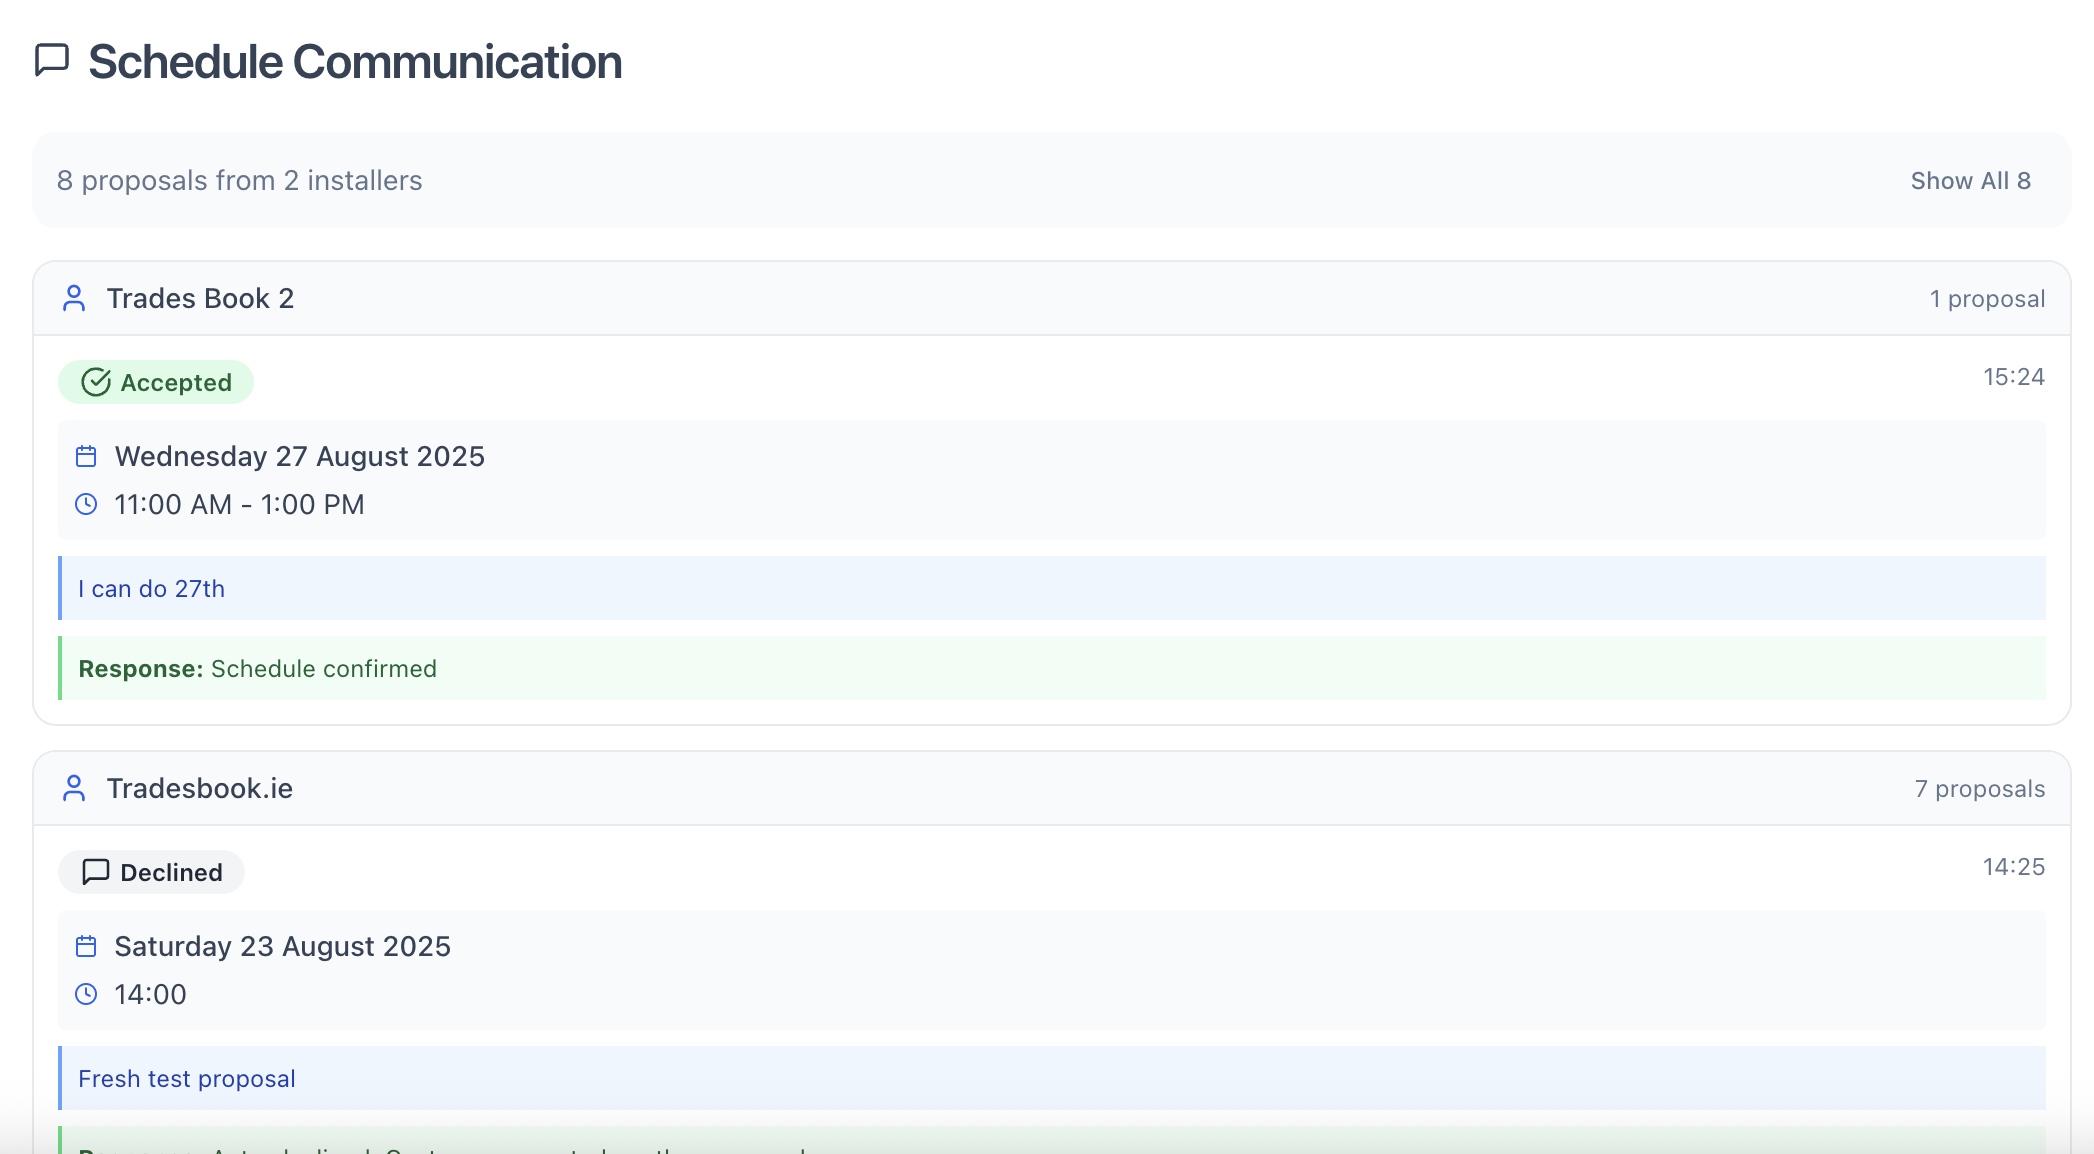 Schedule Communication
8 proposals from 2 installers
Show All 8
Trades Book 2
1 proposal
Accepted
15:24
Wednesday 27 August 2025
11:00 AM - 1:00 PM
I can do 27th
Response: Schedule confirmed
Tradesbook.ie
7 proposals
Declined
14:25
Saturday 23 August 2025
14:00
Fresh test proposal